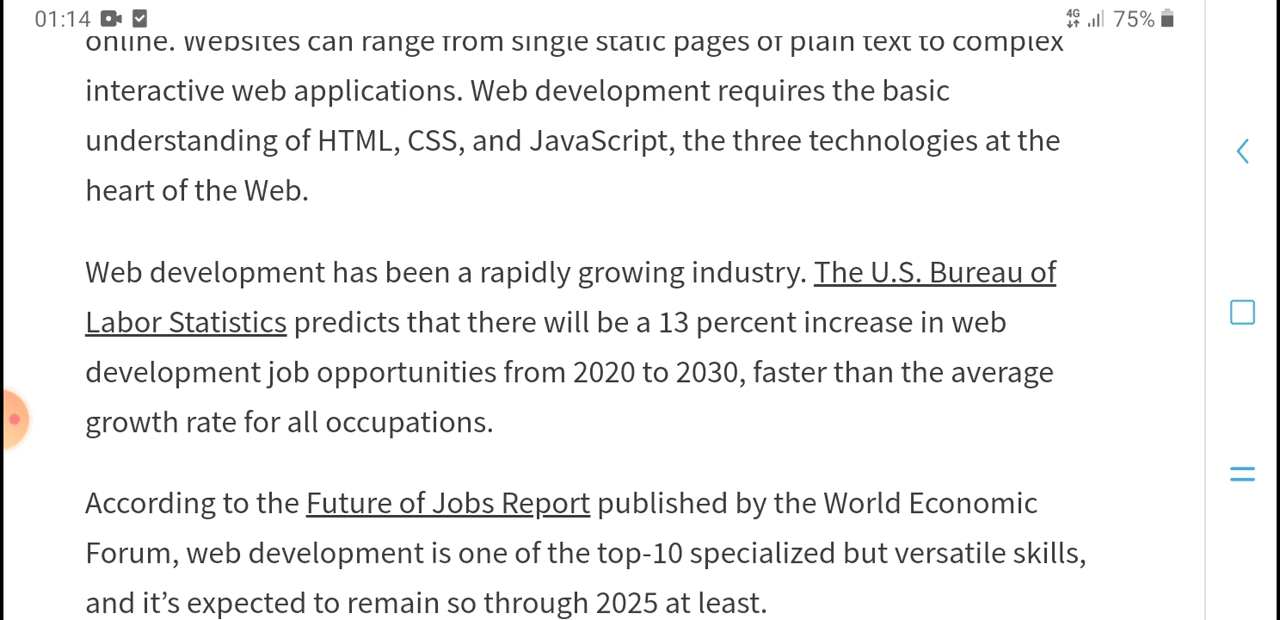 01:14
4G 75%
online. Websites can range from single static pages of plain text to complex
interactive web applications. Web development requires the basic
understanding of HTML, CSS, and JavaScript, the three technologies at the
heart of the Web.
Web development has been a rapidly growing industry. The U.S. Bureau of
Labor Statistics predicts that there will be a 13 percent increase in web
development job opportunities from 2020 to 2030, faster than the average
growth rate for all occupations.
According to the Future of Jobs Report published by the World Economic
Forum, web development is one of the top-10 specialized but versatile skills,
and it’s expected to remain so through 2025 at least.